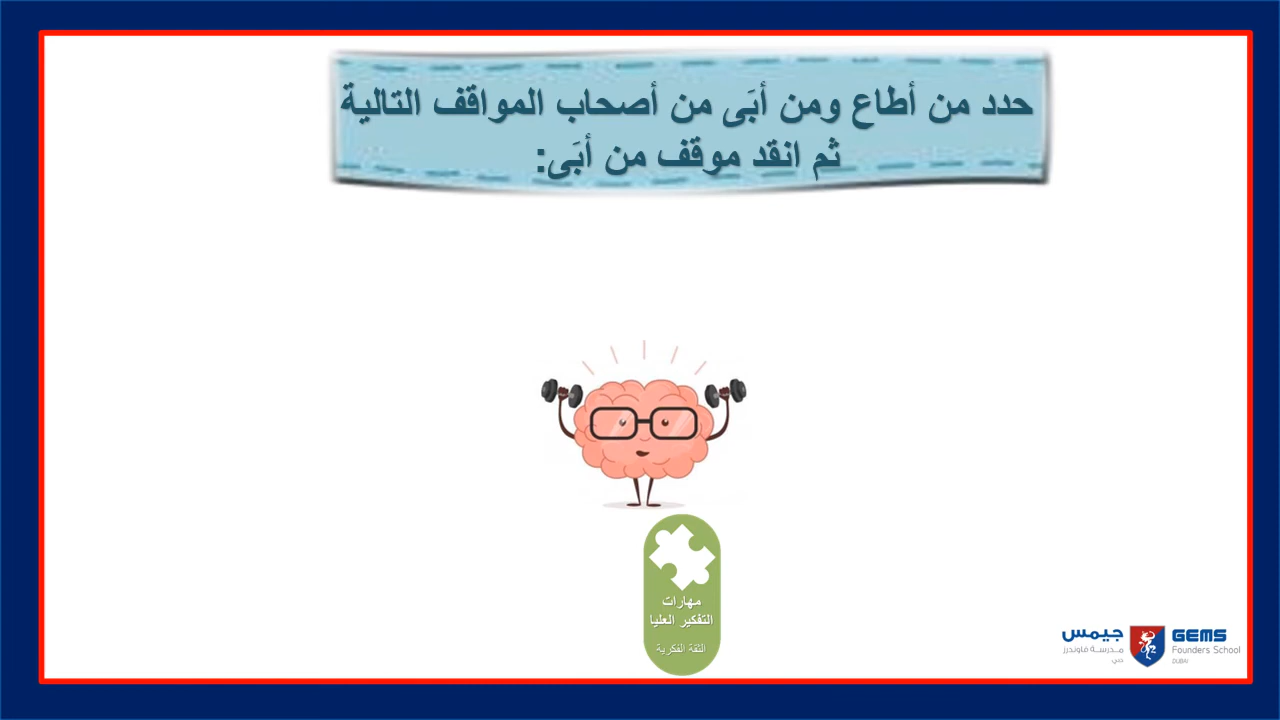 حدد من أطاع ومن أبَى من أصحاب المواقف التالية
ثم انقد موقف من أبَى:
مهارات
التفكير العليا
الثقة الفكرية
جيمس
مدرسة فاوندرز
دبي
GEMS
Founders School
DUBAI